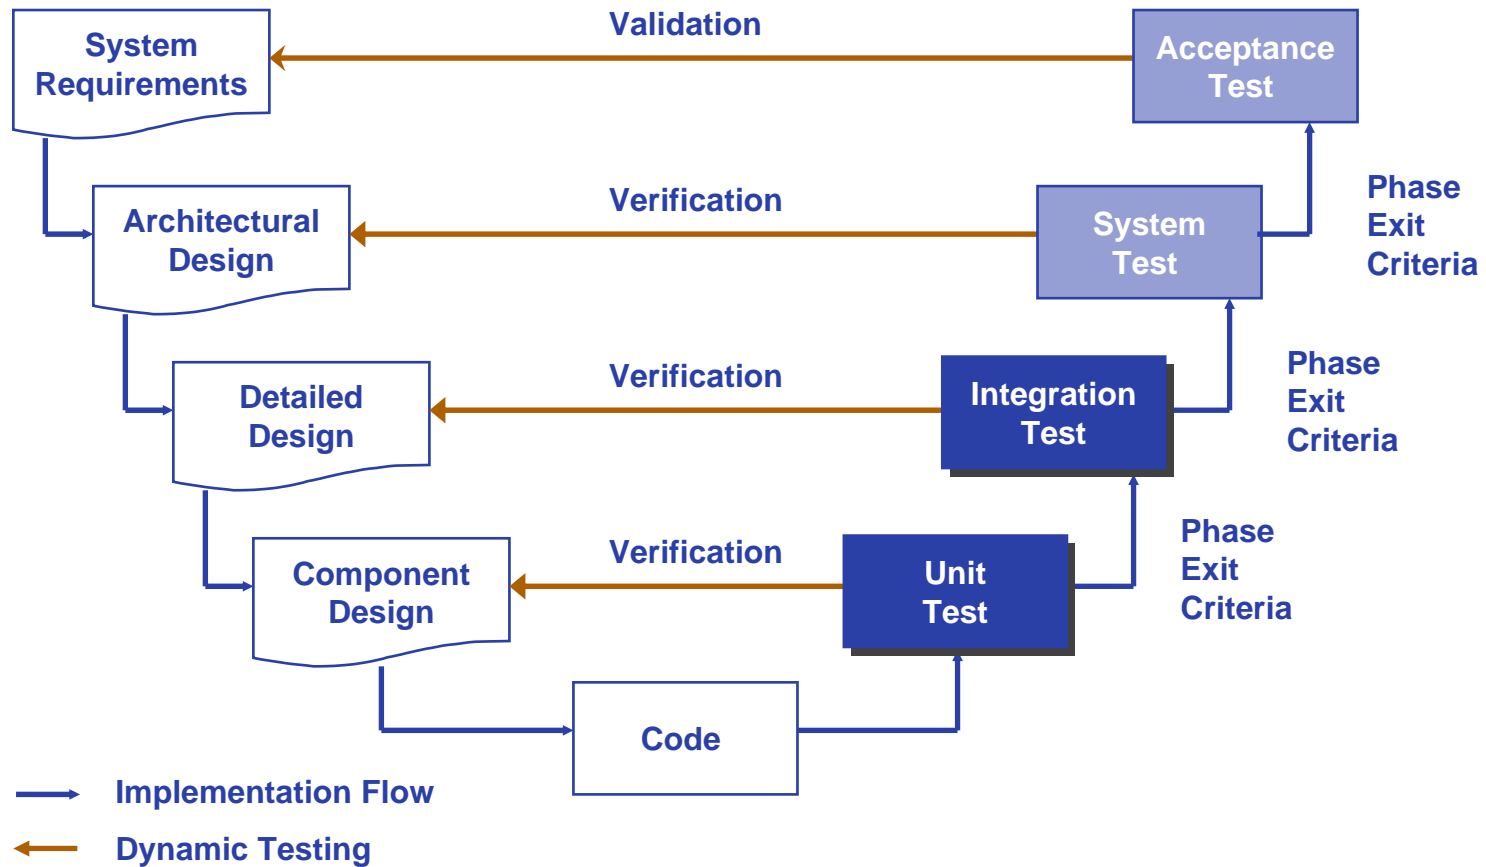 System
Requirements
Validation
Acceptance
Test
Architectural
Design
Verification
System
Test
Phase
Exit
Criteria
Detailed
Design
Verification
Integration
Test
Phase
Exit
Criteria
Component
Design
Verification
Unit
Test
Phase
Exit
Criteria
Code
Implementation Flow
Dynamic Testing